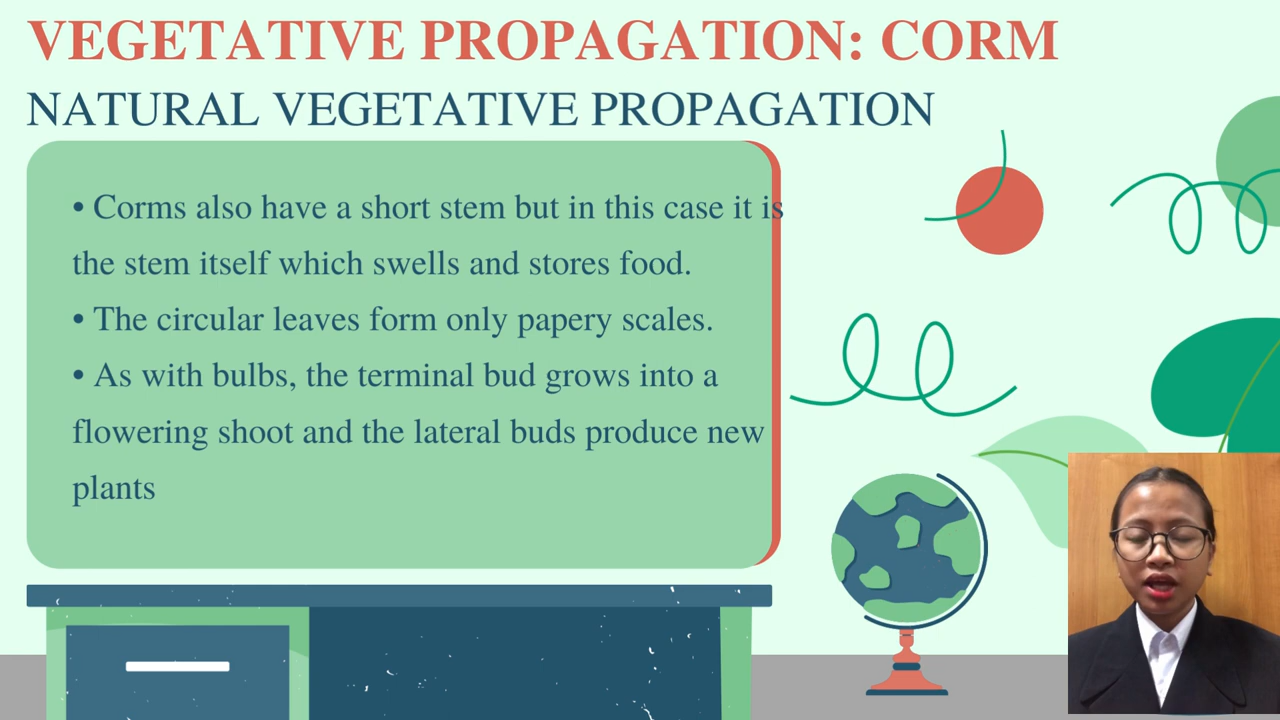 VEGETATIVE PROPAGATION: CORM
NATURAL VEGETATIVE PROPAGATION
• Corms also have a short stem but in this case it is
the stem itself which swells and stores food.
• The circular leaves form only papery scales.
• As with bulbs, the terminal bud grows into a
flowering shoot and the lateral buds produce new
plants